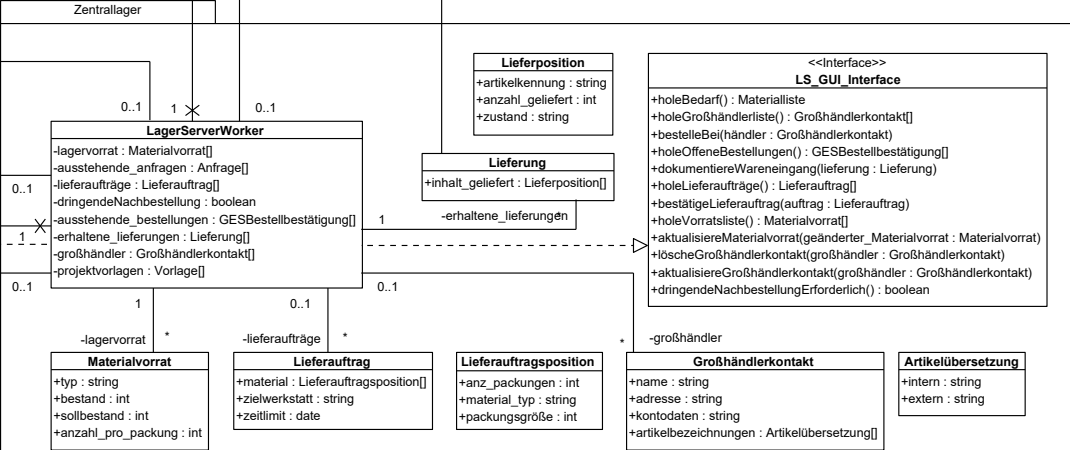 Zentrallager
0..1
1
0..1
LagerServerWorker
-lagervorrat : Materialvorrat[]
-ausstehende_anfragen : Anfrage[]
-lieferaufträge : Lieferauftrag[]
-dringendeNachbestellung : boolean
-ausstehende_bestellungen : GESBestellbestätigung[]
-erhaltene_lieferungen : Lieferung[]
-großhändler : Großhändlerkontakt[]
-projektvorlagen : Vorlage[]
0..1
1
0..1
Lieferposition
+artikelkennung : string
+anzahl_geliefert : int
+zustand : string
Lieferung
+inhalt_geliefert : Lieferposition[]
1
-erhaltene_lieferungen
*
<<Interface>>
LS_GUI_Interface
+holeBedarf() : Materialliste
+holeGroßhändlerliste() : Großhändlerkontakt[]
+bestelleBei(händler : Großhändlerkontakt)
+holeOffeneBestellungen() : GESBestellbestätigung[]
+dokumentiereWareneingang(lieferung : Lieferung)
+holeLieferaufträge() : Lieferauftrag[]
+bestätigeLieferauftrag(auftrag : Lieferauftrag)
+holeVorratsliste() : Materialvorrat[]
+aktualisiereMaterialvorrat(geänderter_Materialvorrat : Materialvorrat)
+löscheGroßhändlerkontakt(großhändler : Großhändlerkontakt)
+aktualisiereGroßhändlerkontakt(großhändler : Großhändlerkontakt)
+dringendeNachbestellungErforderlich() : boolean
1
0..1
0..1
-lagervorrat
*
-lieferaufträge
*
*
-großhändler
Materialvorrat
+typ : string
+bestand : int
+sollbestand : int
+anzahl_pro_packung : int
Lieferauftrag
+material : Lieferauftragsposition[]
+zielwerkstatt : string
+zeitlimit : date
Lieferauftragsposition
+anz_packungen : int
+material_typ : string
+packungsgröße : int
Großhändlerkontakt
+name : string
+adresse : string
+kontodaten : string
+artikelbezeichnungen : Artikelübersetzung[]
Artikelübersetzung
+intern : string
+extern : string